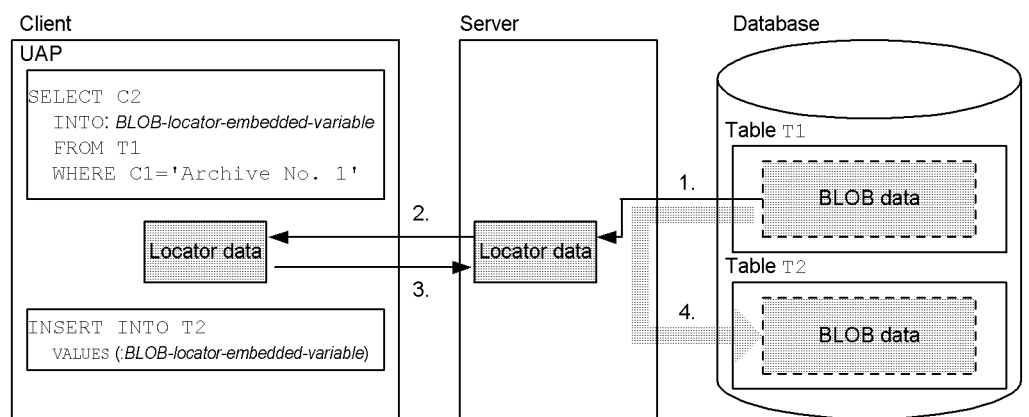 Client
Server
Database
UAP
SELECT C2
INTO: BLOB-locator-embedded-variable
FROM T1
WHERE C1='Archive No. 1'
Table T1
BLOB data
1.
2.
Locator data
Locator data
3.
Table T2
4.
BLOB data
INSERT INTO T2
VALUES (:BLOB-locator-embedded-variable)